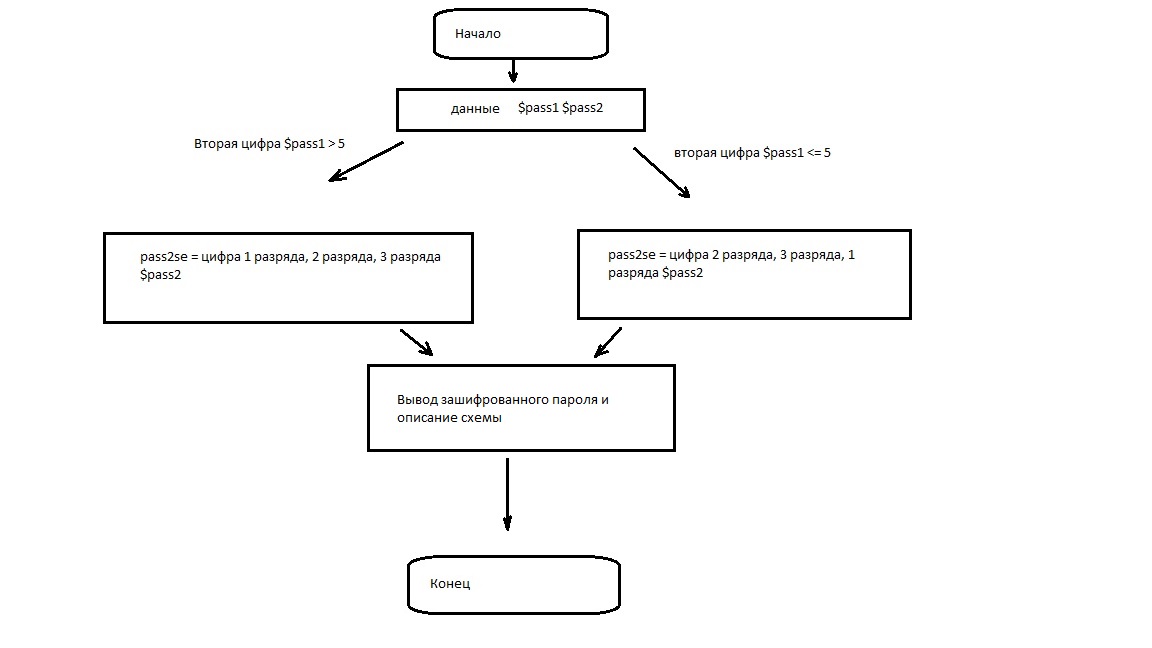 Начало
данные $pass1 $pass2
Вторая цифра $pass1 > 5
вторая цифра $pass1 <= 5
pass2se = цифра 1 разряда, 2 разряда, 3 разряда
$pass2
pass2se = цифра 2 разряда, 3 разряда, 1
разряда $pass2
Вывод зашифрованного пароля и
описание схемы
Конец